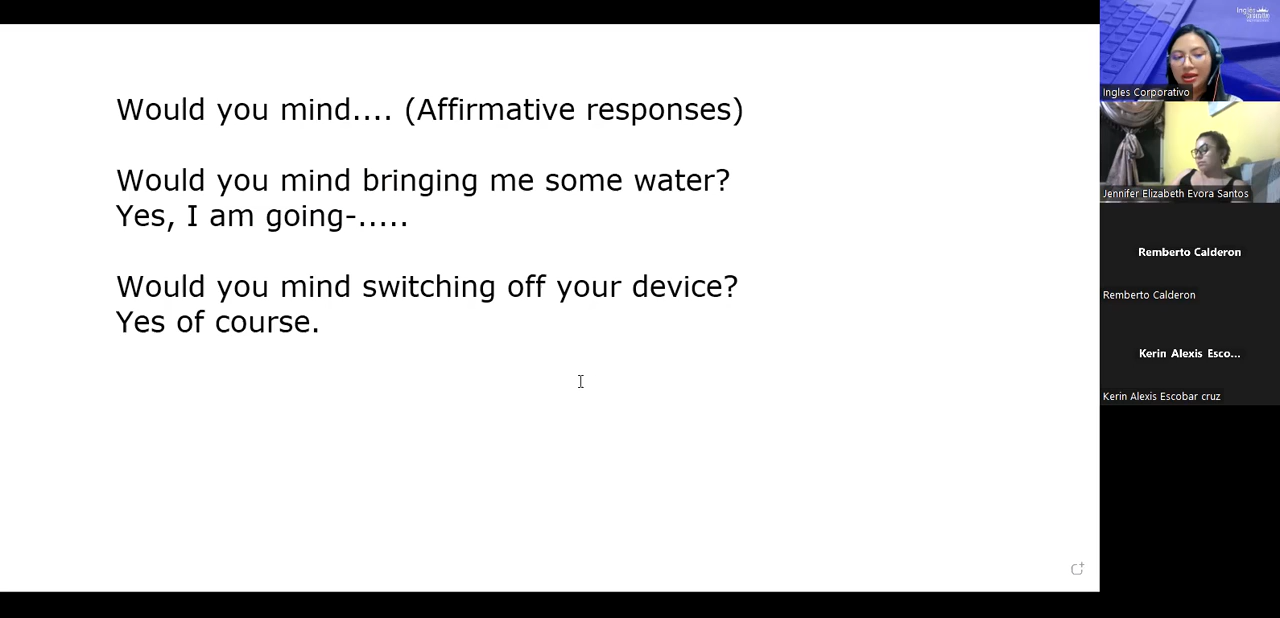 Would you mind.... (Affirmative responses)
Would you mind bringing me some water?
Yes, I am going-.....
Would you mind switching off your device?
Yes of course.
Ingles Corporativo
Jennifer Elizabeth Evora Santos
Remberto Calderon
Remberto Calderon
Kerin Alexis Esco...
Kerin Alexis Escobar cruz